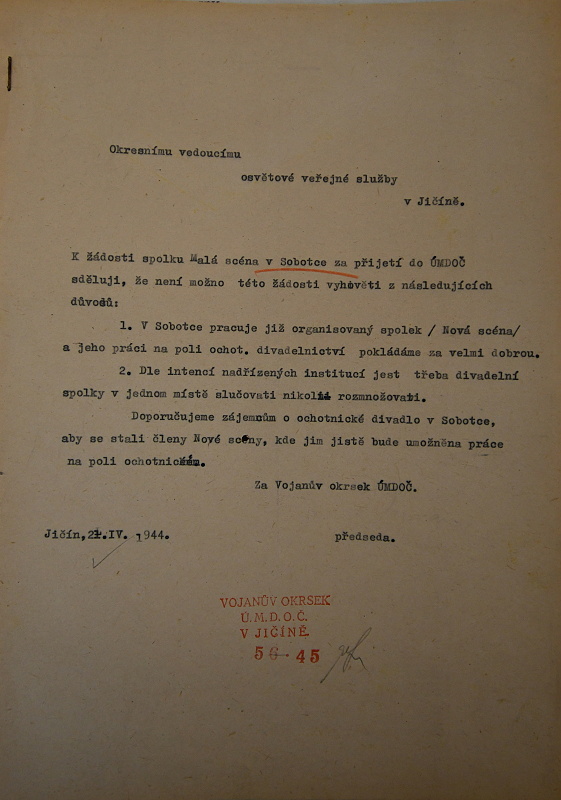 Okresnímu vedoucímu
osvětové veřejné služby
v Jičíně.
K žádosti spolku Malá scéna v Sobotce za přijetí do ÚMDOČ
sděluji, že není možno této žádosti vyhověti z následujících
důvodů:
1. V Sobotce pracuje již organisovaný spolek / Nová scéna/
a jeho práci na poli ochot. divadelnictví pokládáme za velmi dobrou.
2. Dle intencí nadřízených institucí jest třeba divadelní
spolky v jednom místě slučovati nikoli rozmnožovati.
Doporučujeme zájemnům o ochotnické divadlo v Sobotce,
aby se stali členy Nové scény, kde jim jistě bude umožněna práce
na poli ochotnickém.
Za Vojanův okrsek ÚMDOČ.
Jičín, IV. 1944.
předseda.
VOJANŮV OKRSEK
Ú.M.D.O.Č.
V JIČÍNĚ
56 45